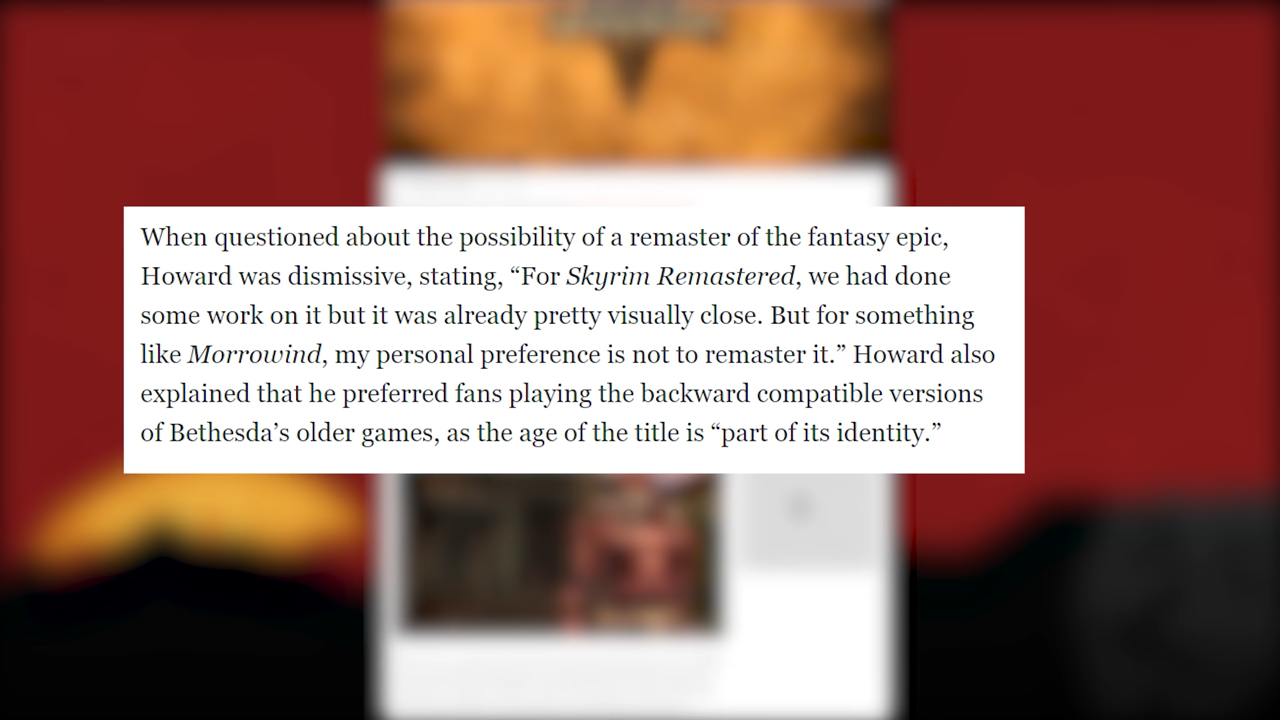 When questioned about the possibility of a remaster of the fantasy epic,
Howard was dismissive, stating, “For Skyrim Remastered, we had done
some work on it but it was already pretty visually close. But for something
like Morrowind, my personal preference is not to remaster it.” Howard also
explained that he preferred fans playing the backward compatible versions
of Bethesda’s older games, as the age of the title is “part of its identity.”